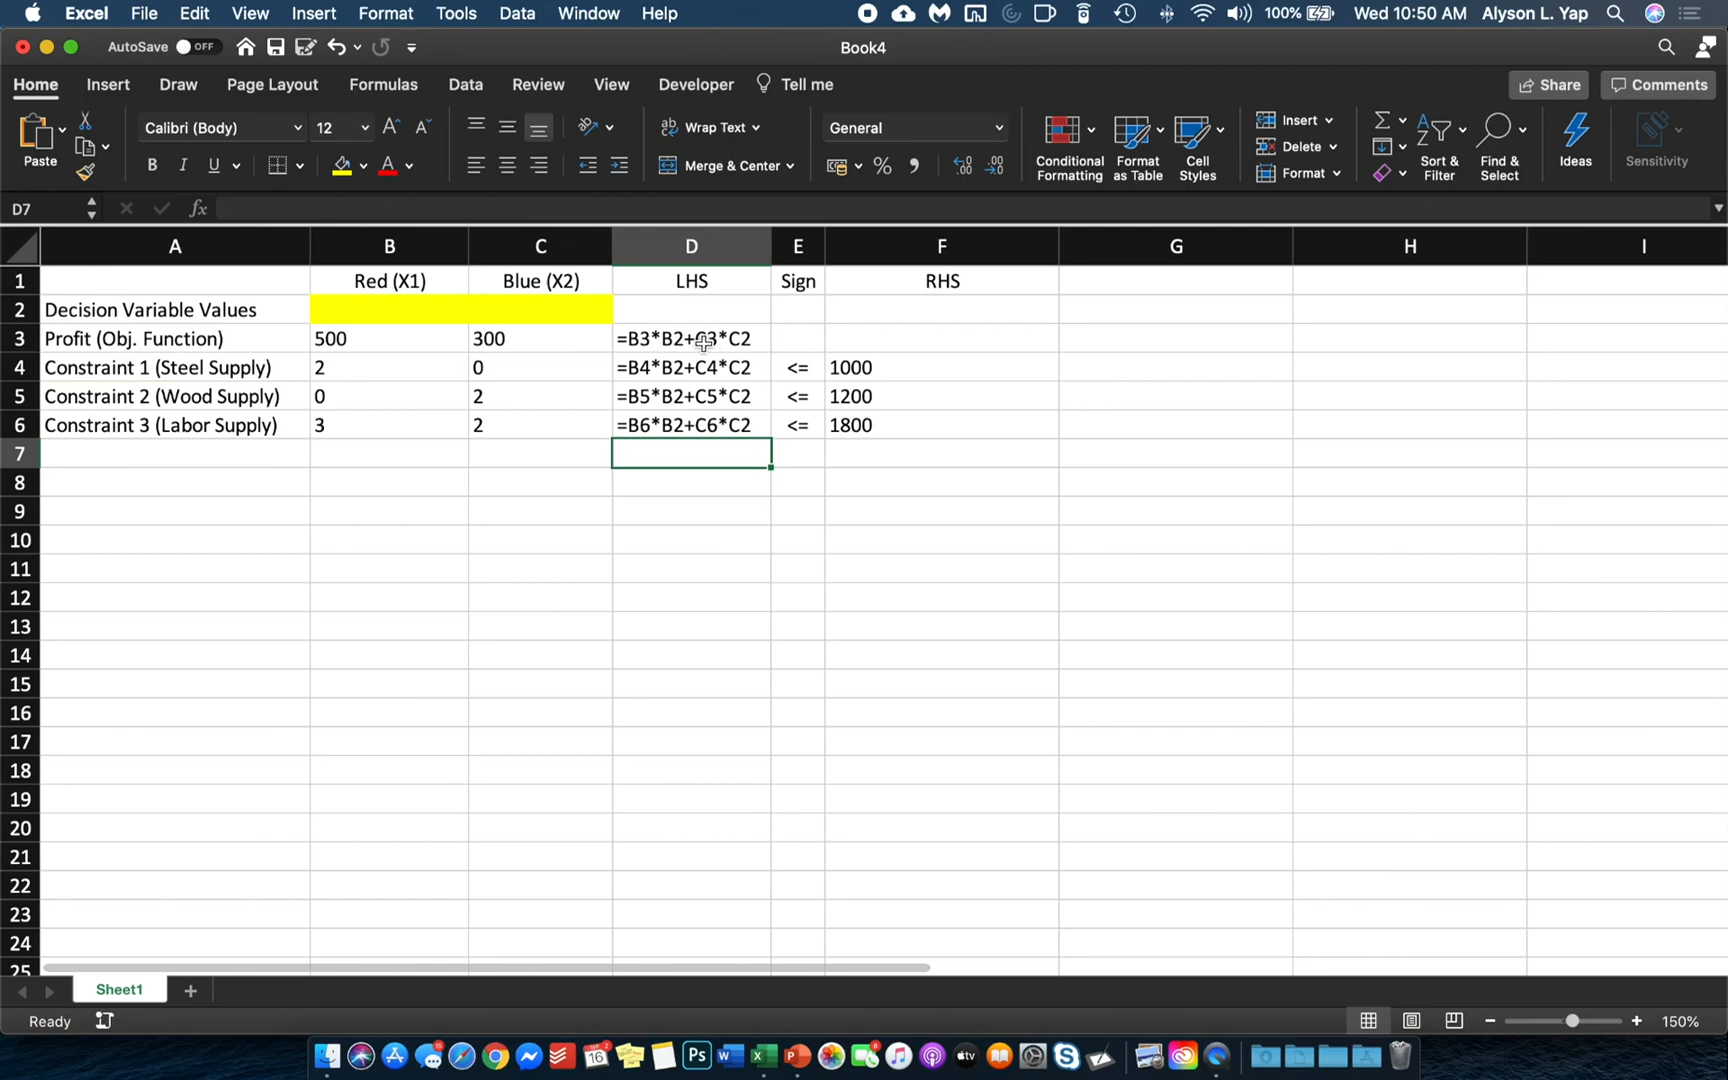 Excel File Edit View Insert Format Tools Data Window Help 100% Wed 10:50 AM Alyson L. Yap
AutoSave OFF Book4
Home Insert Draw Page Layout Formulas Data Review View Developer Tell me Share Comments
Paste Calibri (Body) 12 A A Wrap Text General Conditional Formatting Format as Table Cell Styles Insert Sort & Filter Find & Select Ideas Sensitivity
Delete
B I U A Merge & Center % Format
D7 fx
A B C D E F G H I
1 Red (X1) Blue (X2) LHS Sign RHS
2 Decision Variable Values
3 Profit (Obj. Function) 500 300 =B3*B2+C3*C2
4 Constraint 1 (Steel Supply) 2 0 =B4*B2+C4*C2 <= 1000
5 Constraint 2 (Wood Supply) 0 2 =B5*B2+C5*C2 <= 1200
6 Constraint 3 (Labor Supply) 3 2 =B6*B2+C6*C2 <= 1800
7
8
9
10
11
12
13
14
15
16
17
18
19
20
21
22
23
24
25
Sheet1
Ready 150%